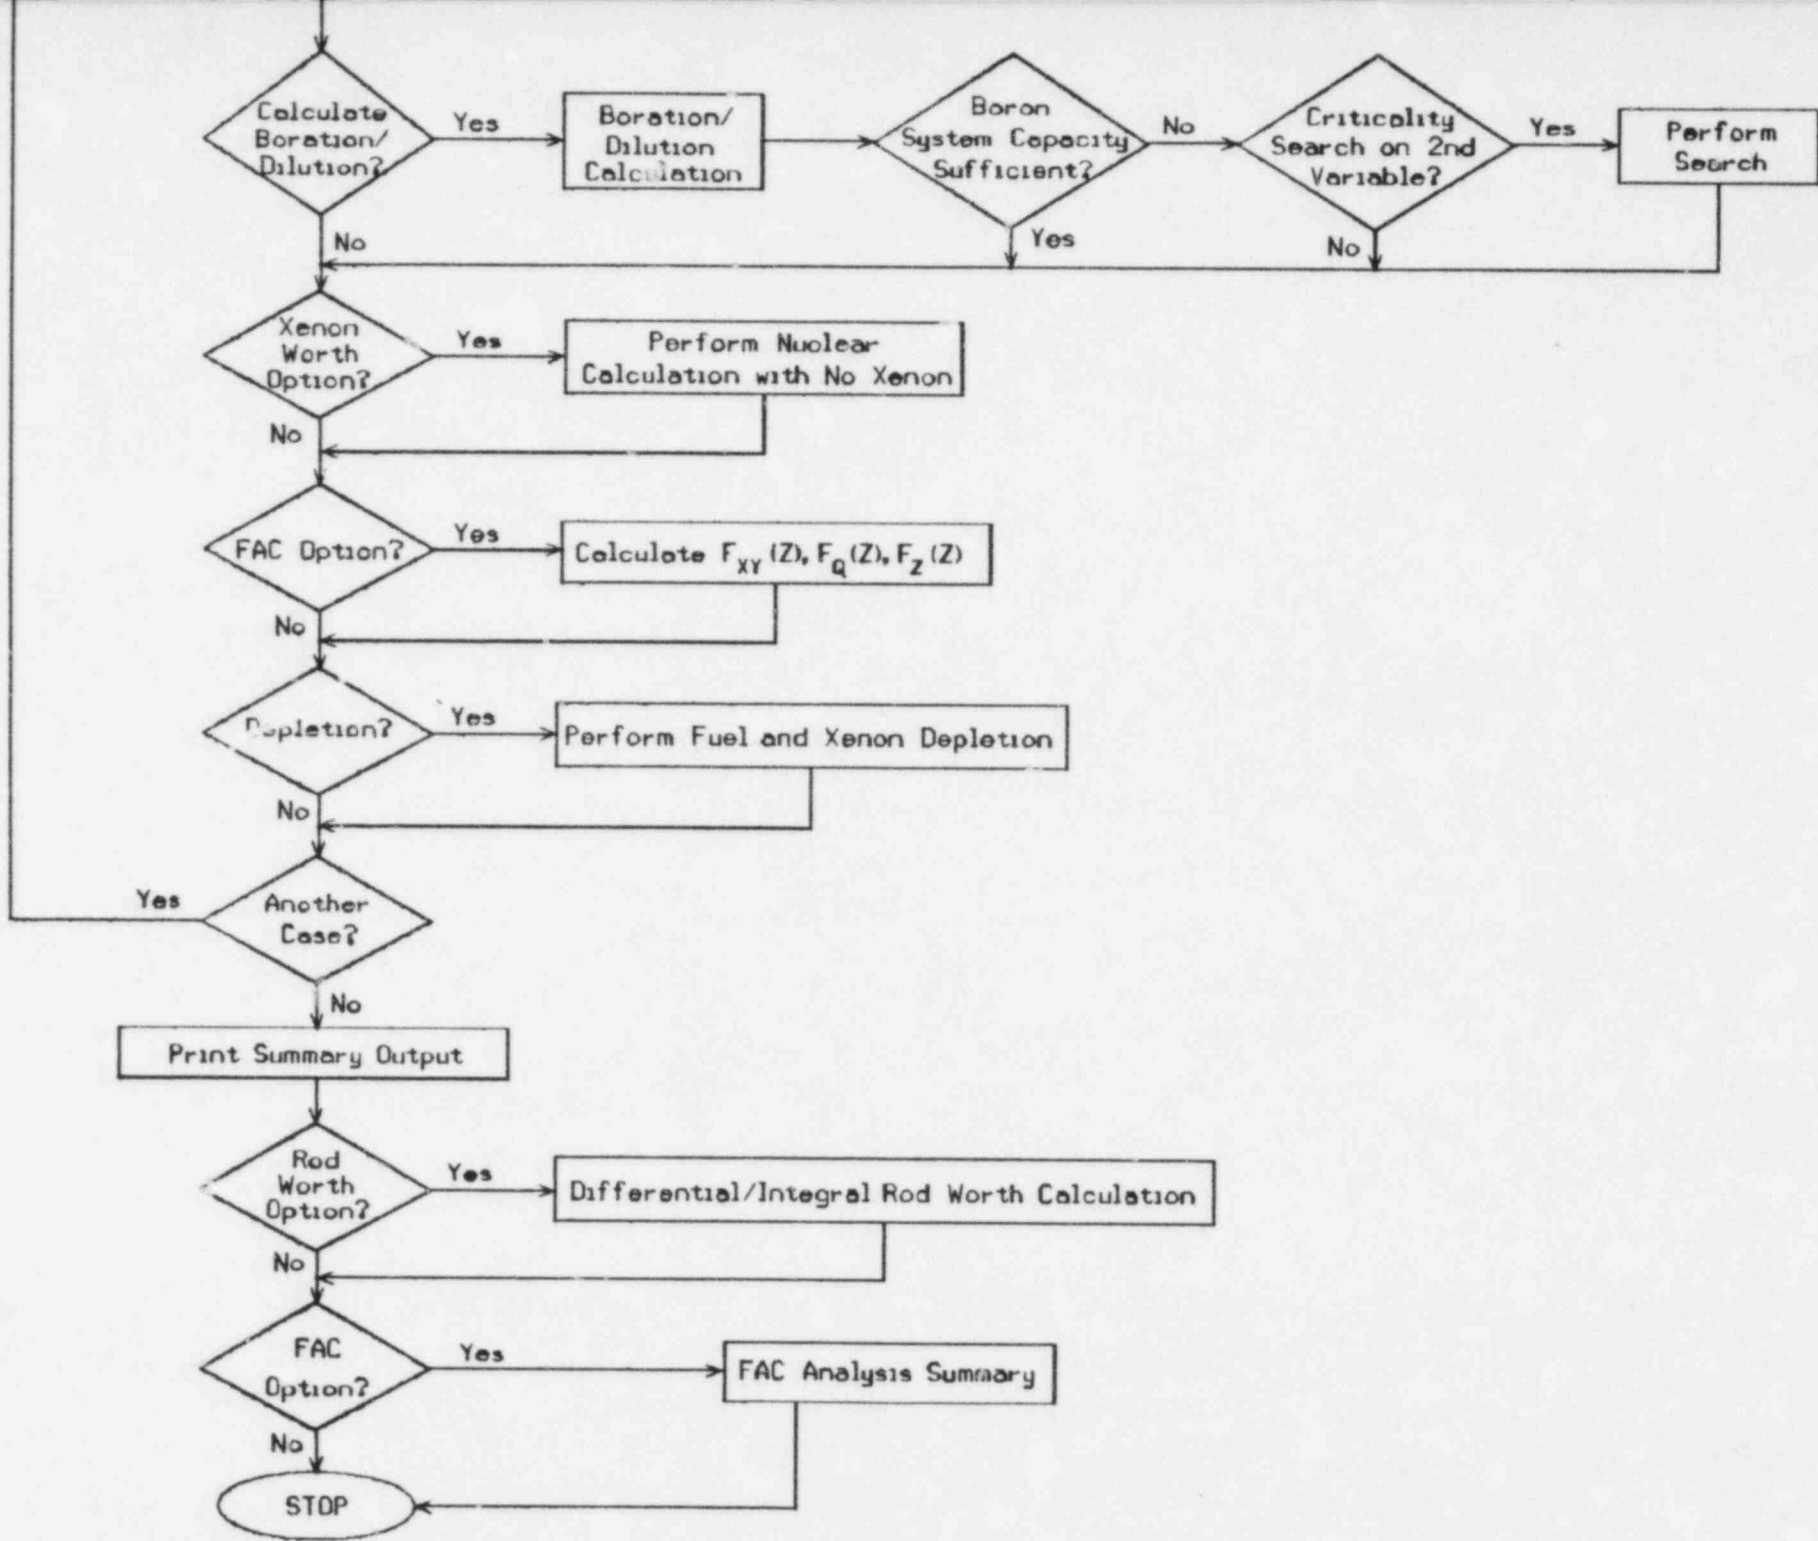 Calculate
Boration/
Dilution?
Yes
Boration/
Dilution
Calculation
Boron
System Capacity
Sufficient?
No
Criticality
Search on 2nd
Variable?
Yes
Perform
Search
No
Yes
No
Xenon
Worth
Option?
Yes
Perform Nuclear
Calculation with No Xenon
No
FAC Option?
Yes
Calculate F_XY(Z), F_Q(Z), F_Z(Z)
No
Depletion?
Yes
Perform Fuel and Xenon Depletion
No
Yes
Another
Case?
No
Print Summary Output
Rod
Worth
Option?
Yes
Differential/Integral Rod Worth Calculation
No
FAC
Option?
Yes
FAC Analysis Summary
No
STOP